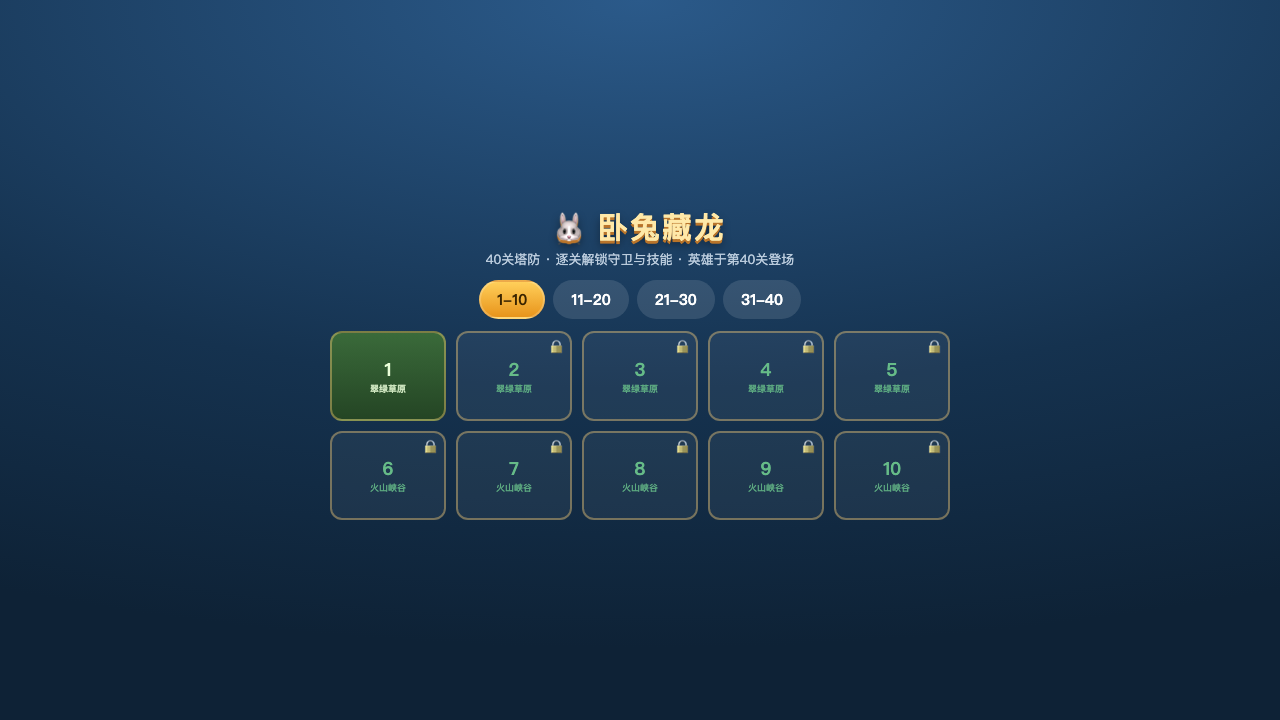 卧兔藏龙
40关塔防 · 逐关解锁守卫与技能 · 英雄于第40关登场
1–10 11–20 21–30 31–40
1 2 3 4 5
翠绿草原 翠绿草原 翠绿草原 翠绿草原 翠绿草原
6 7 8 9 10
火山峡谷 火山峡谷 火山峡谷 火山峡谷 火山峡谷